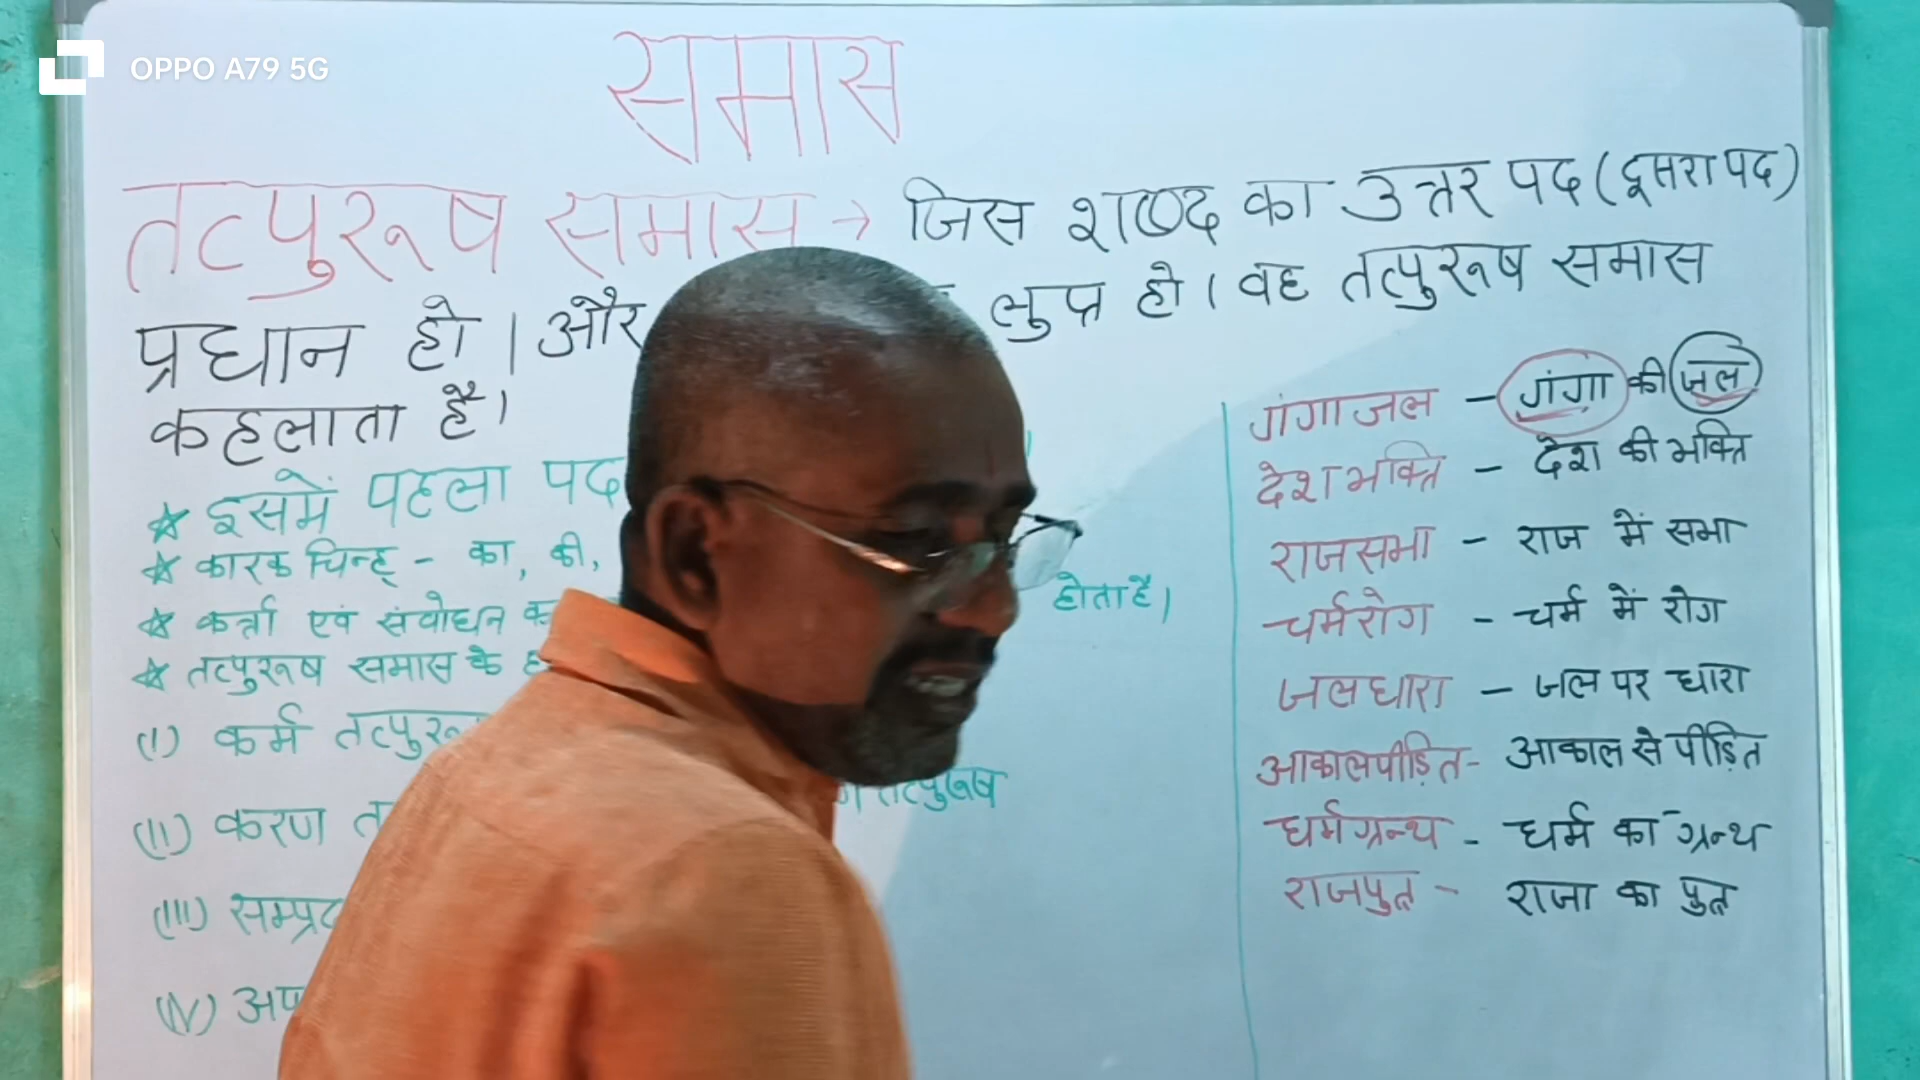 OPPO A79 5G
समास
तत्पुरूष समास → जिस शब्द का उत्तर पद (दूसरा पद)
प्रधान हो। और लुप्त हो। वह तत्पुरूष समास
कहलाता है।
★ इसमें पहला पद
★ कारक चिन्ह् - का, की,
★ कर्त्ता एवं संबोधन होता है।
★ तत्पुरूष समास के
(I) कर्म
तत्पुरूष
(II) करण
(III)
(IV)
गंगाजल - गंगा की जल
देशभक्ति - देश की भक्ति
राजसभा - राज में सभा
चर्मरोग - चर्म में रोग
जलधारा - जल पर धारा
आकालपीड़ित - आकाल से पीड़ित
धर्मग्रन्थ - धर्म का ग्रन्थ
राजपुत्र - राजा का पुत्र